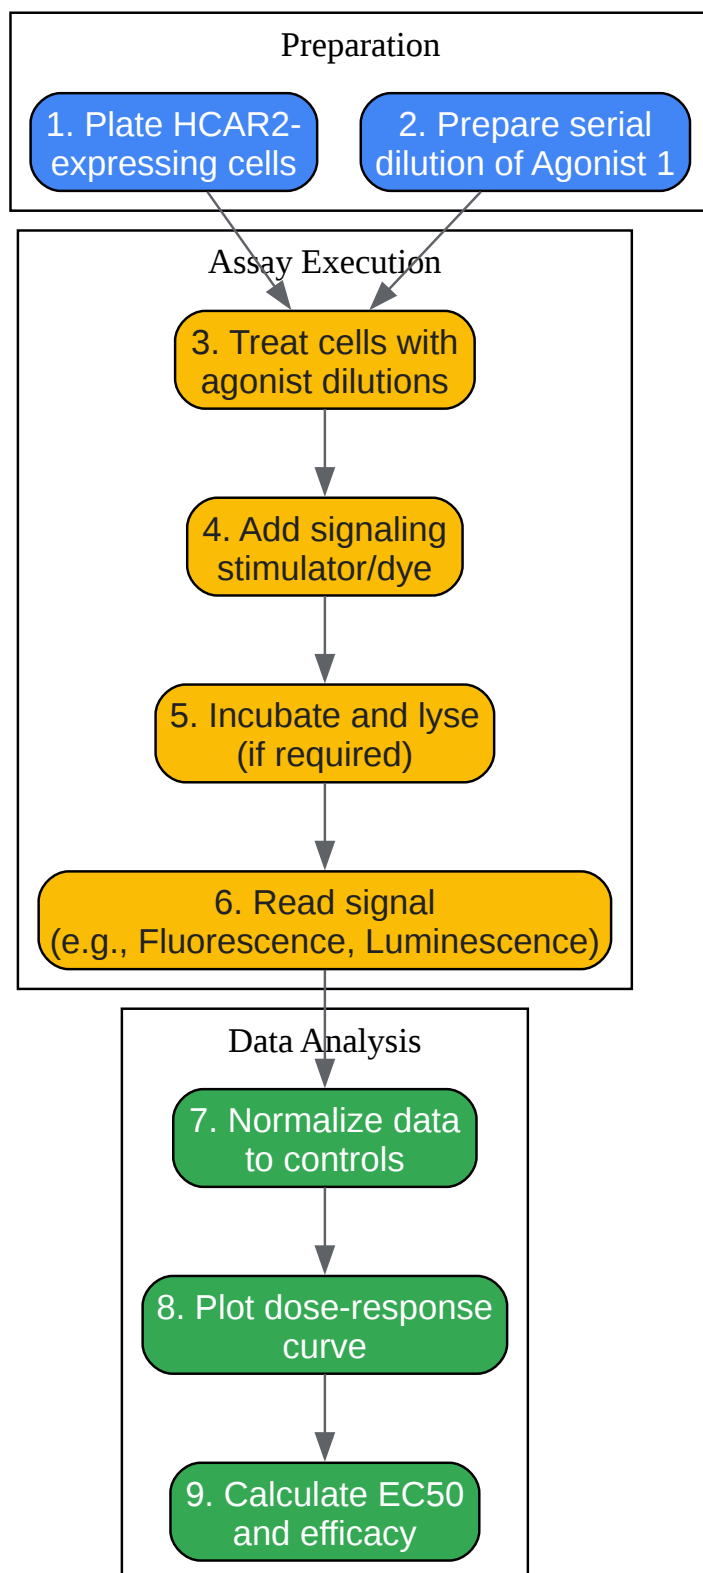 Preparation
1. Plate HCAR2-
expressing cells
2. Prepare serial
dilution of Agonist 1
Assay Execution
3. Treat cells with
agonist dilutions
4. Add signaling
stimulator/dye
5. Incubate and lyse
(if required)
6. Read signal
(e.g., Fluorescence, Luminescence)
Data Analysis
7. Normalize data
to controls
8. Plot dose-response
curve
9. Calculate EC50
and efficacy